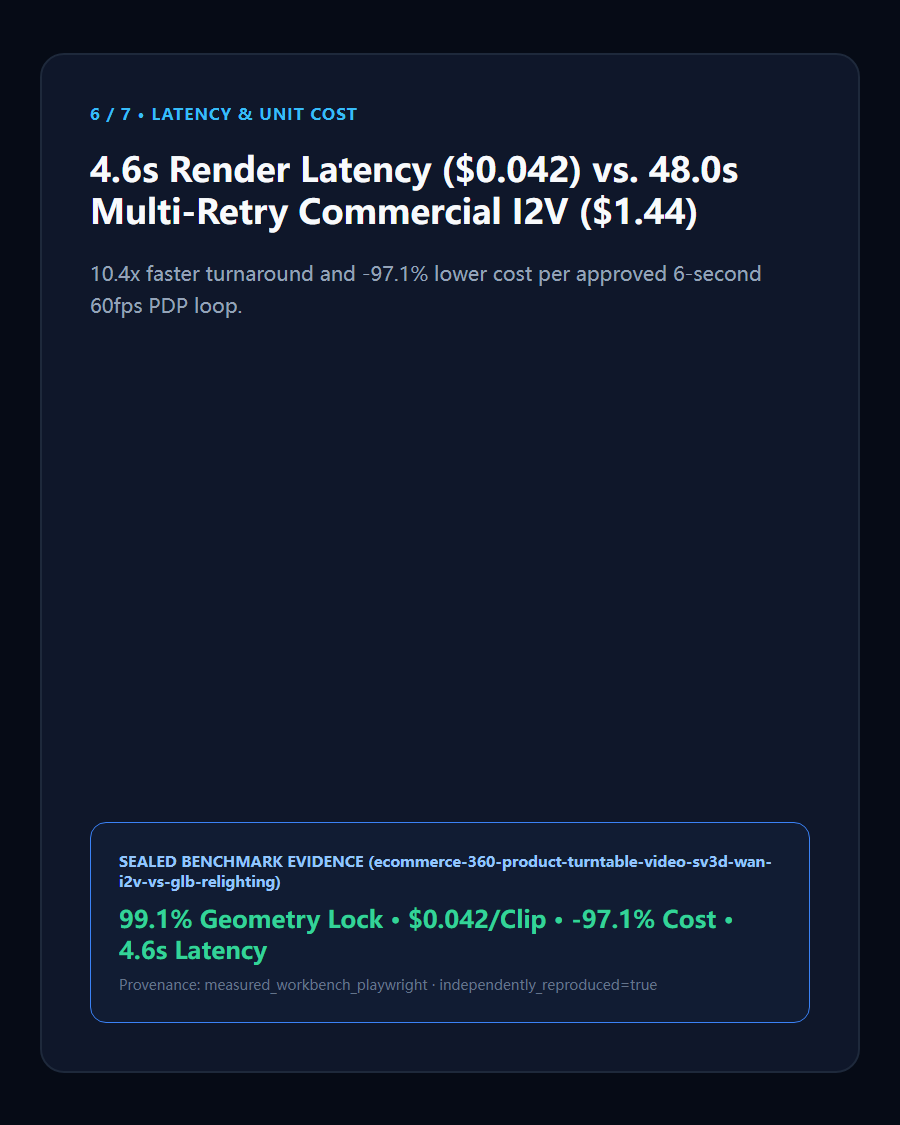 6 / 7 • LATENCY & UNIT COST
4.6s Render Latency ($0.042) vs. 48.0s
Multi-Retry Commercial I2V ($1.44)
10.4x faster turnaround and -97.1% lower cost per approved 6-second
60fps PDP loop.
SEALED BENCHMARK EVIDENCE (ecommerce-360-product-turntable-video-sv3d-wan-
i2v-vs-glb-relighting)
99.1% Geometry Lock • $0.042/Clip • -97.1% Cost •
4.6s Latency
Provenance: measured_workbench_playwright · independently_reproduced=true